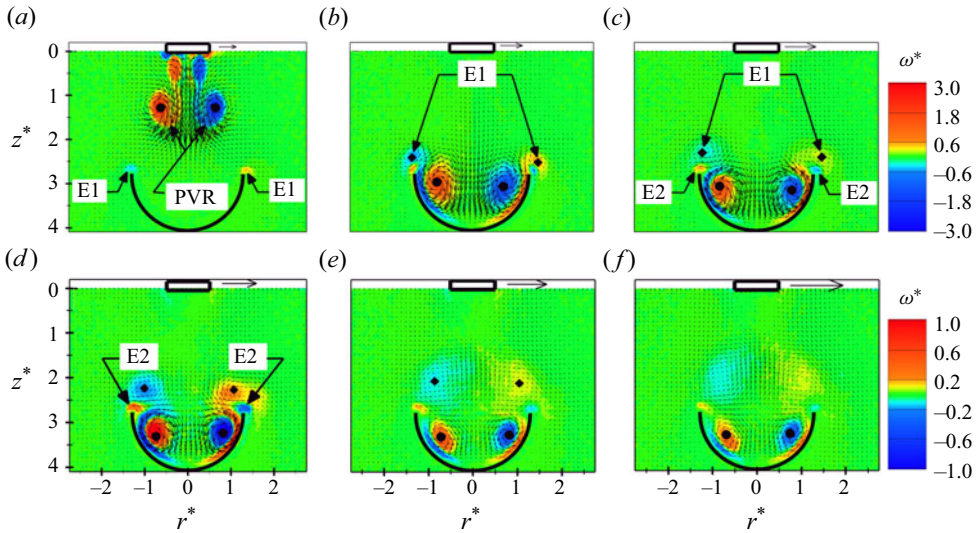 (a) (b) (c)
0
1
2
3
4
z*
E1
E1
PVR
E1
E1
E2
E2
ω*
3.0
1.8
0.6
–0.6
–1.8
–3.0
(d) (e) (f)
0
1
2
3
4
z*
E2
E2
ω*
1.0
0.6
0.2
–0.2
–0.6
–1.0
–2 –1 0 1 2
–2 –1 0 1 2
–2 –1 0 1 2
r* r* r*